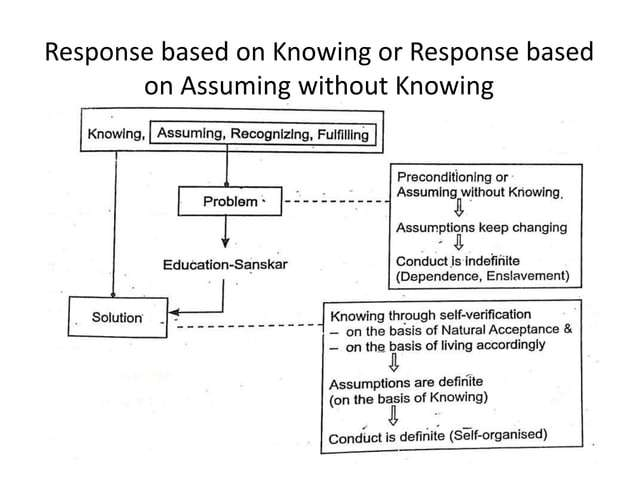 Response based on Knowing or Response based
on Assuming without Knowing
Knowing, Assuming, Recognizing, Fulfilling
Problem
Preconditioning or
Assuming without Knowing.
Assumptions keep changing
Conduct is indefinite
(Dependence, Enslavement)
Education-Sanskar
Solution
Knowing through self-verification
– on the basis of Natural Acceptance &
– on the basis of living accordingly
Assumptions are definite
(on the basis of Knowing)
Conduct is definite (Self-organised)